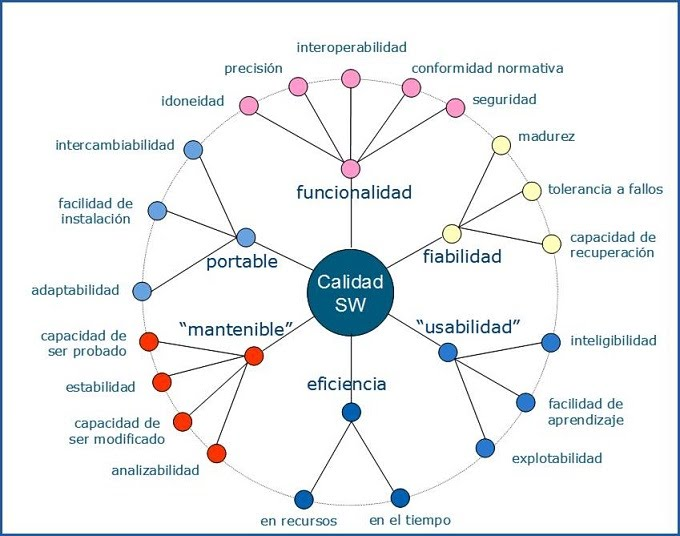 interoperabilidad
precisión
conformidad normativa
idoneidad
seguridad
madurez
intercambiabilidad
tolerancia a fallos
funcionalidad
facilidad de
instalación
capacidad de
recuperación
portable
fiabilidad
Calidad
SW
adaptabilidad
"mantenible"
"usabilidad"
capacidad de
ser probado
inteligibilidad
estabilidad
eficiencia
facilidad de
aprendizaje
capacidad de
ser modificado
analizabilidad
explotabilidad
en recursos
en el tiempo